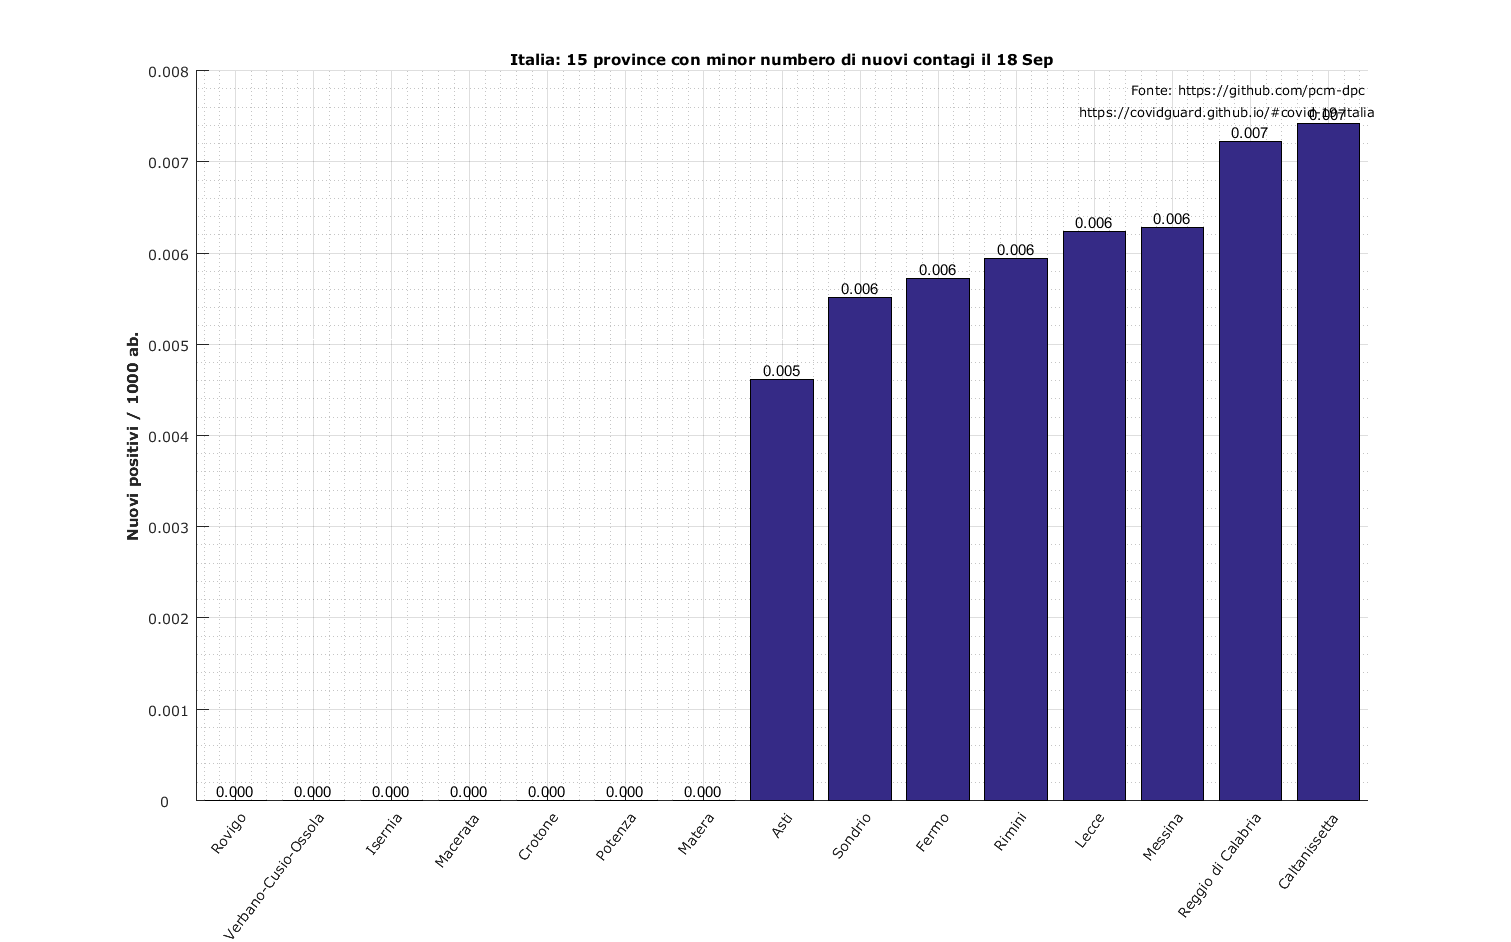 Italia: 15 province con minor numbero di nuovi contagi il 18 Sep
Fonte: https://github.com/pcm-dpc
https://covidguard.github.io/#covid-19-Italia
Nuovi positivi / 1000 ab.
0.008
0.007
0.006
0.005
0.004
0.003
0.002
0.001
0
0.000
0.000
0.000
0.000
0.000
0.000
0.000
0.005
0.006
0.006
0.006
0.006
0.006
0.007
0.007
Rovigo
Verbano-Cusio-Ossola
Isernia
Macerata
Crotone
Potenza
Matera
Asti
Sondrio
Fermo
Rimini
Lecce
Messina
Reggio di Calabria
Caltanissetta